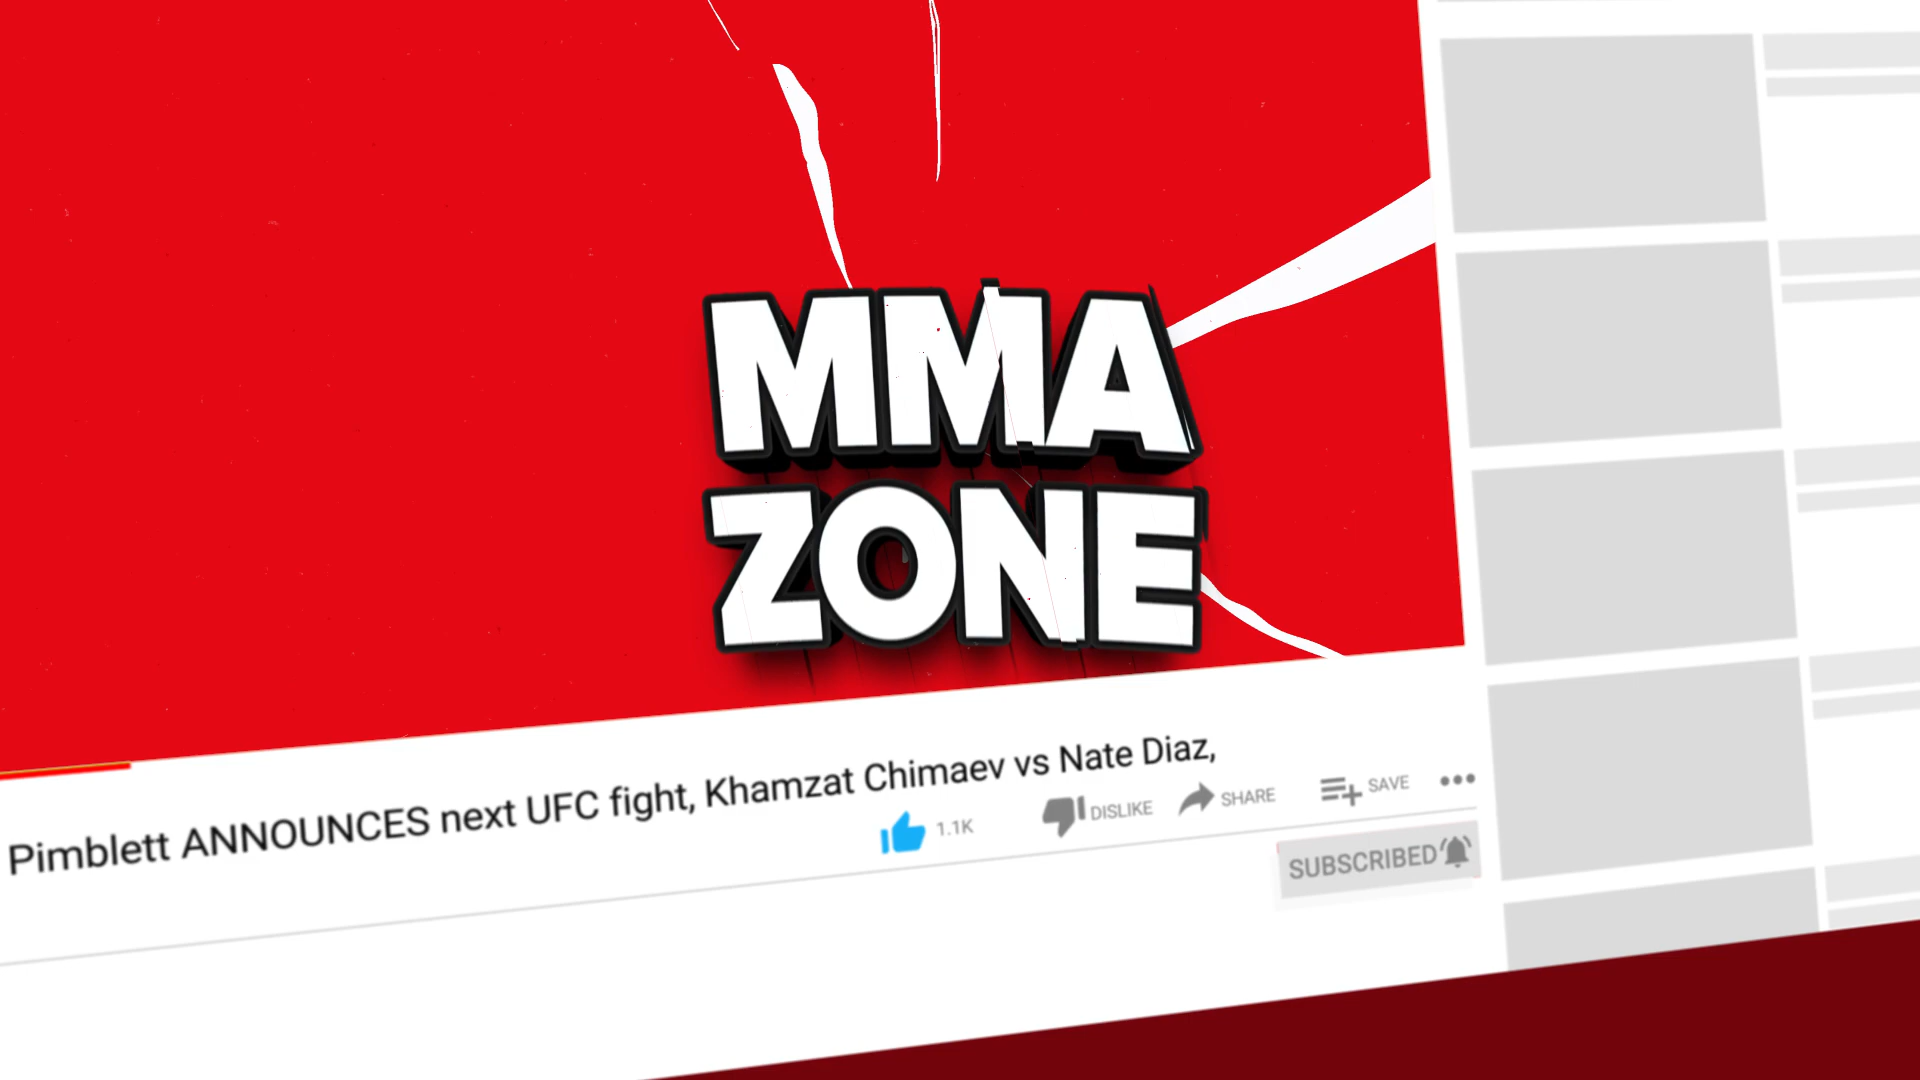 MMA
ZONE
Pimblett ANNOUNCES next UFC fight, Khamzat Chimaev vs Nate Diaz,
1.1K DISLIKE SHARE SAVE
SUBSCRIBED